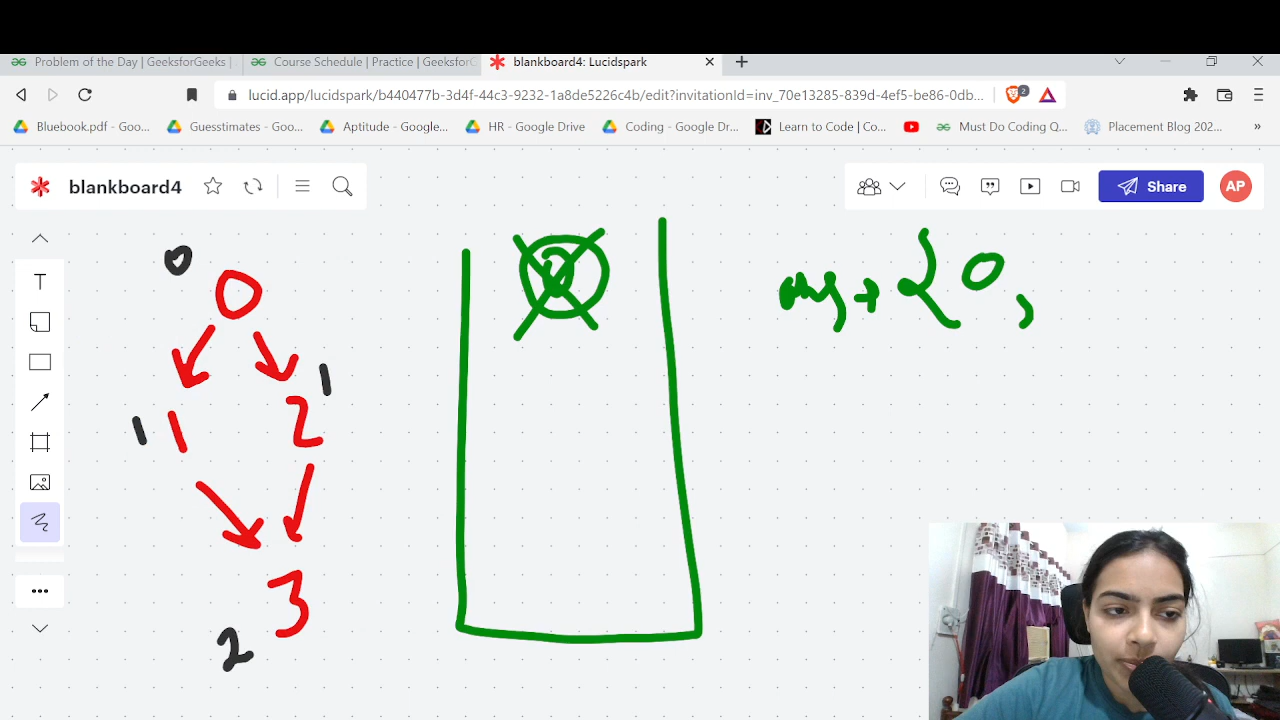 Problem of the Day | GeeksforGeeks |
Course Schedule | Practice | GeeksforG
blankboard4: Lucidspark
lucid.app/lucidspark/b440477b-3d4f-44c3-9232-1a8de5226c4b/edit?invitationId=inv_70e13285-839d-4ef5-be86-0db...
2
Bluebook.pdf - Goo...
Guestimates - Goo...
Aptitude - Google...
HR - Google Drive
Coding - Google Dr...
Learn to Code | Co...
Must Do Coding Q...
Placement Blog 202...
»
blankboard4
Share
AP
T
0
0
1
1
1
2
3
2
{ 0 ,